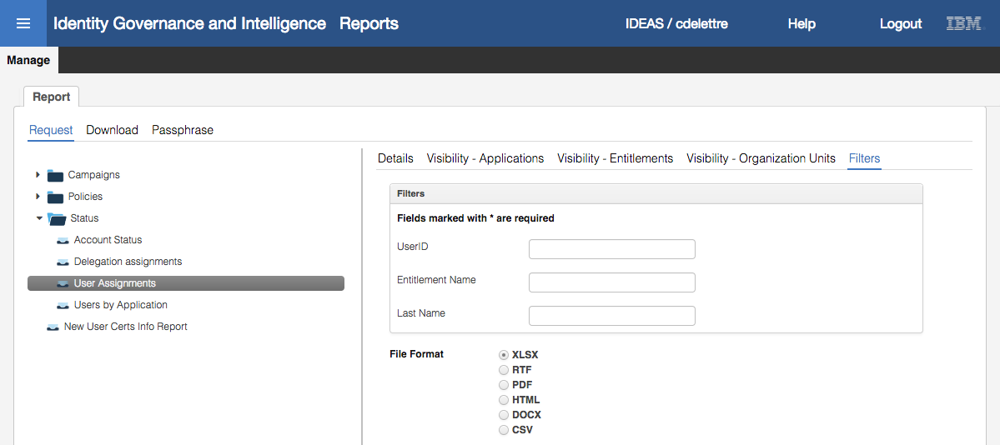 Identity Governance and Intelligence Reports IDEAS / cdelettre Help Logout IBM
Manage
Report
Request Download Passphrase
Campaigns
Policies
Status
Account Status
Delegation assignments
User Assignments
Users by Application
New User Certs Info Report
Details Visibility - Applications Visibility - Entitlements Visibility - Organization Units Filters
Filters
Fields marked with * are required
UserID
Entitlement Name
Last Name
File Format XLSX
RTF
PDF
HTML
DOCX
CSV